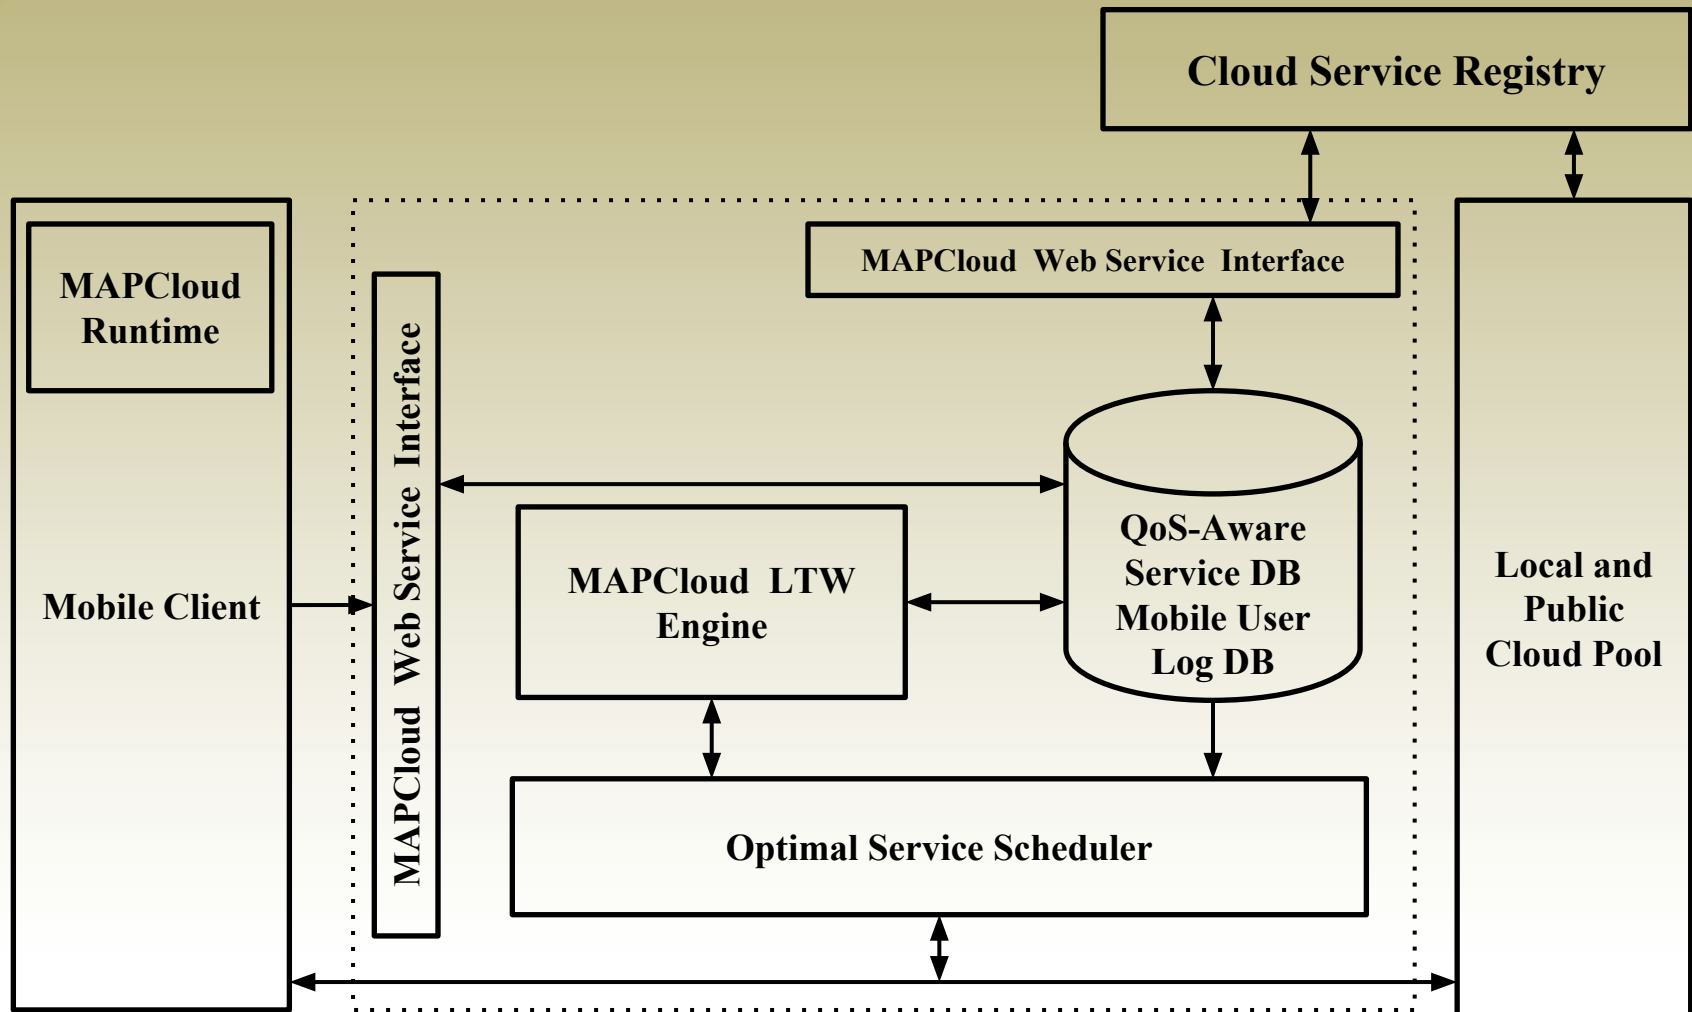 Cloud Service Registry
MAPCloud
Runtime
Mobile Client
MAPCloud Web Service Interface
MAPCloud Web Service Interface
MAPCloud LTW
Engine
QoS-Aware
Service DB
Mobile User
Log DB
Optimal Service Scheduler
Local and
Public
Cloud Pool